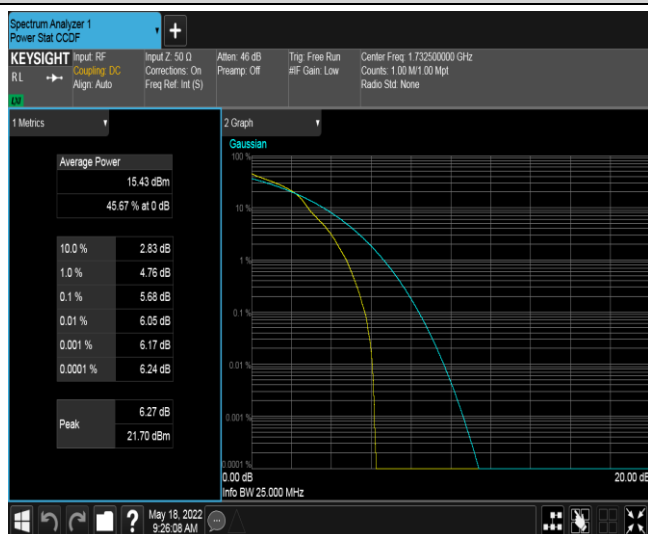 Spectrum Analyzer 1
Power Stat CCDF
+
KEYSIGHT
Input: RF
Coupling: DC
Align: Auto
Input Z: 50 Ω
Corrections: On
Freq Ref: Int (S)
Atten: 46 dB
Preamp: Off
Trig: Free Run
#IF Gain: Low
Center Freq: 1.732500000 GHz
Counts: 1.00 M/1.00 Mpt
Radio Std: None
RL
LXI
1 Metrics
Average Power
15.43 dBm
45.67 % at 0 dB
10.0 % 2.83 dB
1.0 % 4.76 dB
0.1 % 5.68 dB
0.01 % 6.05 dB
0.001 % 6.17 dB
0.0001 % 6.24 dB
Peak
6.27 dB
21.70 dBm
2 Graph
Gaussian
100 %
10 %
1 %
0.1 %
0.01 %
0.001 %
0.0001 %
0.00 dB
20.00 dB
Info BW 25.000 MHz
?
May 18, 2022
9:26:08 AM